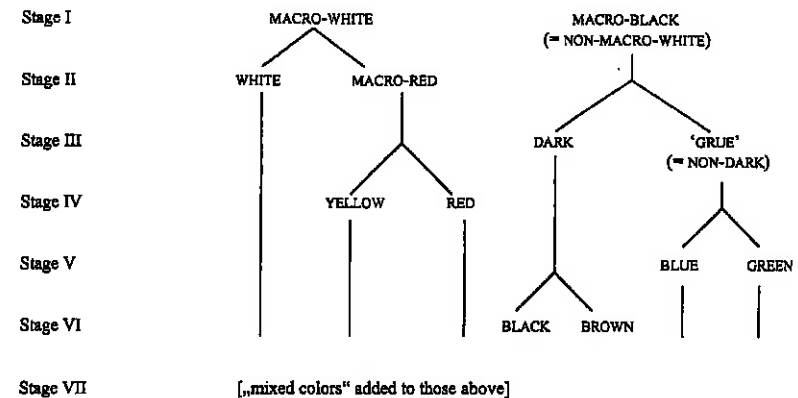 Stage I MACRO-WHITE MACRO-BLACK
(= NON-MACRO-WHITE)
Stage II WHITE MACRO-RED
Stage III DARK ‘GRUE’
(= NON-DARK)
Stage IV YELLOW RED
Stage V BLUE GREEN
Stage VI BLACK BROWN
Stage VII [„mixed colors“ added to those above]